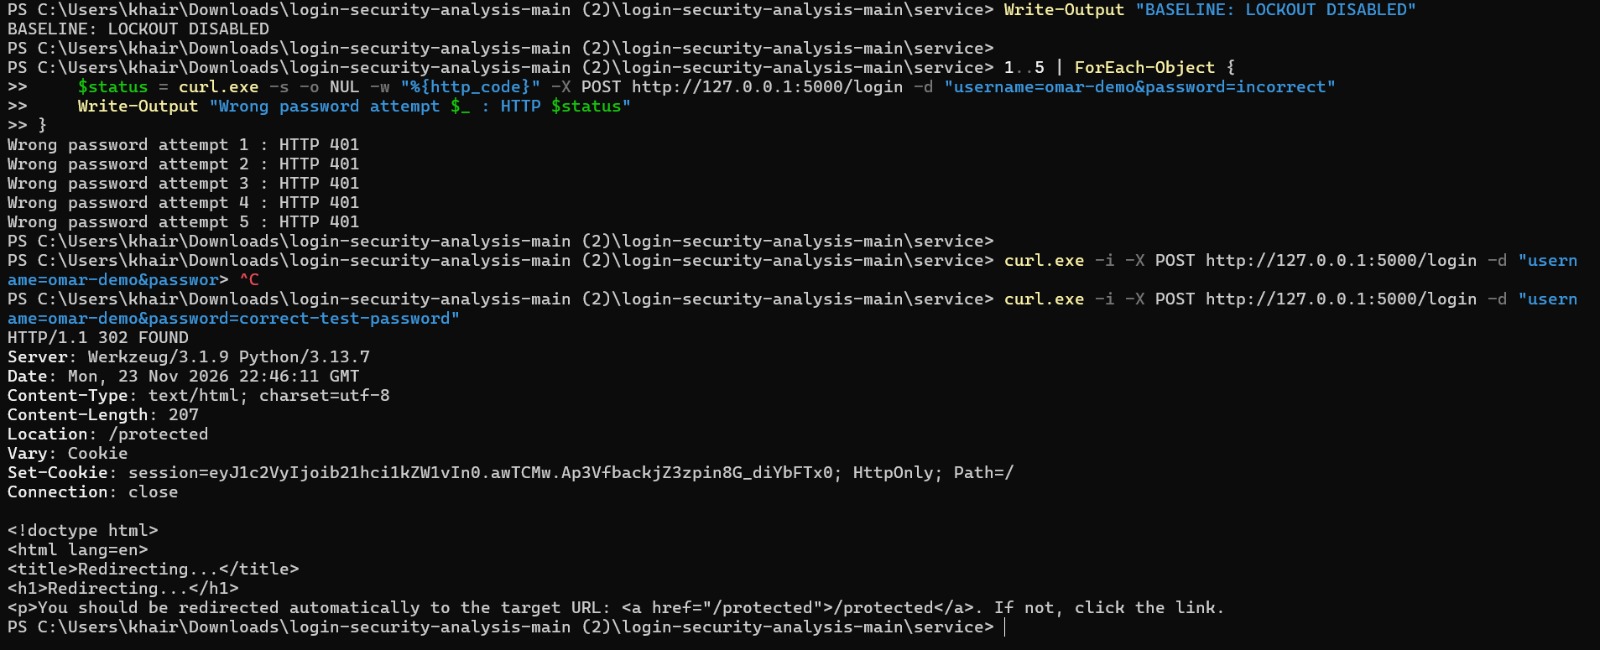 PS C:\Users\khair\Downloads\login-security-analysis-main (2)\login-security-analysis-main\service> Write-Output "BASELINE: LOCKOUT DISABLED"
BASELINE: LOCKOUT DISABLED
PS C:\Users\khair\Downloads\login-security-analysis-main (2)\login-security-analysis-main\service>
PS C:\Users\khair\Downloads\login-security-analysis-main (2)\login-security-analysis-main\service> 1..5 | ForEach-Object {
>>     $status = curl.exe -s -o NUL -w "%{http_code}" -X POST http://127.0.0.1:5000/login -d "username=omar-demo&password=incorrect"
>>     Write-Output "Wrong password attempt $_ : HTTP $status"
>> }
Wrong password attempt 1 : HTTP 401
Wrong password attempt 2 : HTTP 401
Wrong password attempt 3 : HTTP 401
Wrong password attempt 4 : HTTP 401
Wrong password attempt 5 : HTTP 401
PS C:\Users\khair\Downloads\login-security-analysis-main (2)\login-security-analysis-main\service>
PS C:\Users\khair\Downloads\login-security-analysis-main (2)\login-security-analysis-main\service> curl.exe -i -X POST http://127.0.0.1:5000/login -d "usern
ame=omar-demo&passwor> ^C
PS C:\Users\khair\Downloads\login-security-analysis-main (2)\login-security-analysis-main\service> curl.exe -i -X POST http://127.0.0.1:5000/login -d "usern
ame=omar-demo&password=correct-test-password"
HTTP/1.1 302 FOUND
Server: Werkzeug/3.1.9 Python/3.13.7
Date: Mon, 23 Nov 2026 22:46:11 GMT
Content-Type: text/html; charset=utf-8
Content-Length: 207
Location: /protected
Vary: Cookie
Set-Cookie: session=eyJ1c2VyIjoib21hci1kZW1vIn0.awTCMw.Ap3VfbackjZ3zpin8G_diYbFTx0; HttpOnly; Path=/
Connection: close
<!doctype html>
<html lang=en>
<title>Redirecting...</title>
<h1>Redirecting...</h1>
<p>You should be redirected automatically to the target URL: <a href="/protected">/protected</a>. If not, click the link.
PS C:\Users\khair\Downloads\login-security-analysis-main (2)\login-security-analysis-main\service>